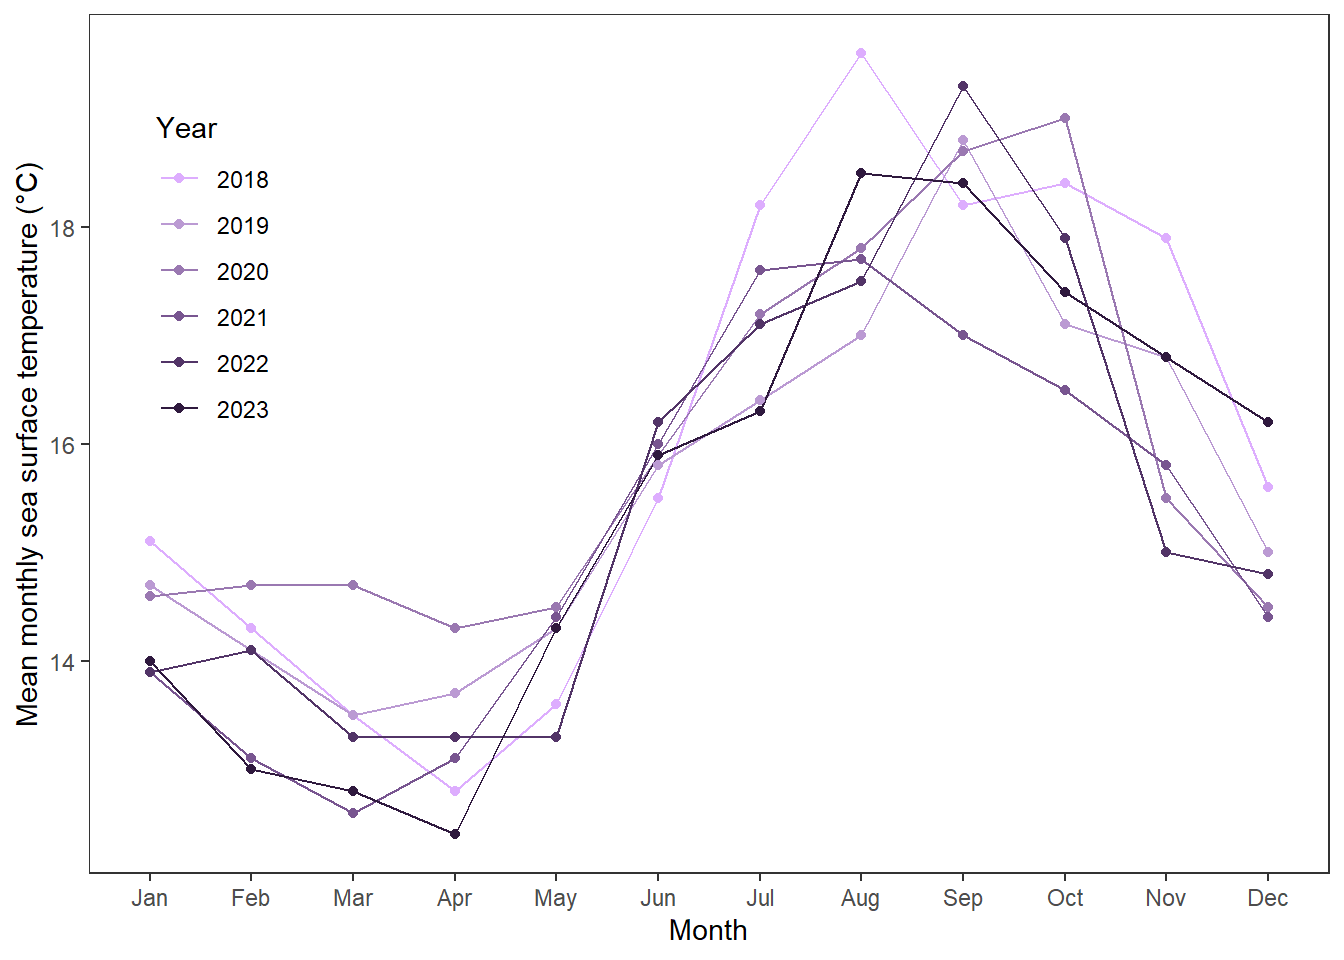 Year
2018
2019
2020
2021
2022
2023
Mean monthly sea surface temperature (°C)
18
16
14
Jan Feb Mar Apr May Jun Jul Aug Sep Oct Nov Dec
Month